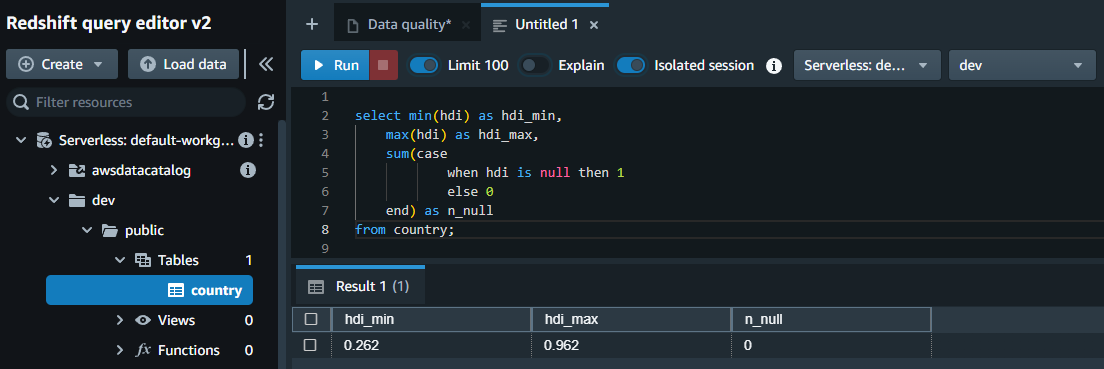 Redshift query editor v2
Create
Load data
Filter resources
Serverless: default-workg...
awsdatacatalog
dev
public
Tables 1
country
Views 0
fx Functions 0
Data quality*
Untitled 1
Run Limit 100 Explain Isolated session Serverless: de... dev
1
2 select min(hdi) as hdi_min,
3 max(hdi) as hdi_max,
4 sum(case
5 when hdi is null then 1
6 else 0
7 end) as n_null
8 from country;
9
Result 1 (1)
hdi_min hdi_max n_null
0.262 0.962 0